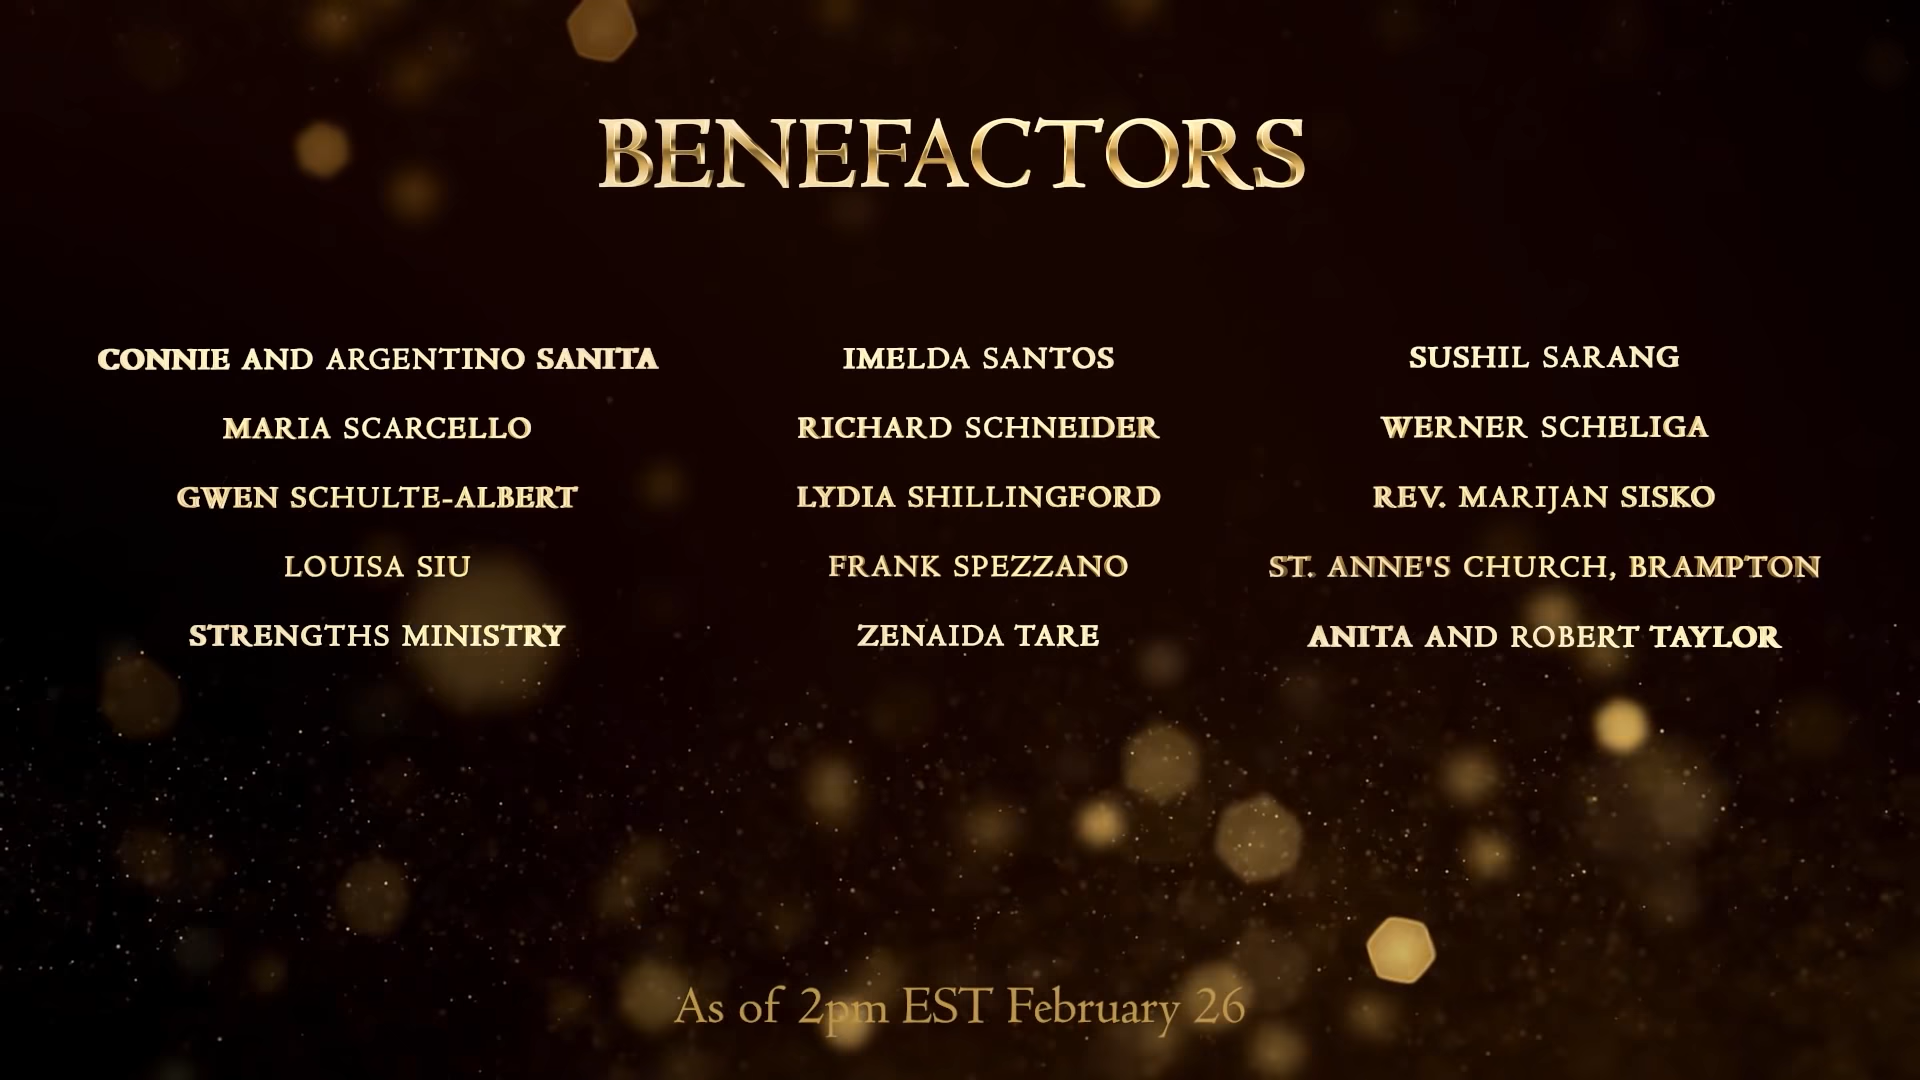 BENEFACTORS
CONNIE AND ARGENTINO SANITA
MARIA SCARCELLO
GWEN SCHULTE-ALBERT
LOUISA SIU
STRENGTHS MINISTRY
IMELDA SANTOS
RICHARD SCHNEIDER
LYDIA SHILLINGFORD
FRANK SPEZZANO
ZENAIDA TARE
SUSHIL SARANG
WERNER SCHELIGA
REV. MARIJAN SISKO
ST. ANNE'S CHURCH, BRAMPTON
ANITA AND ROBERT TAYLOR
As of 2pm EST February 26